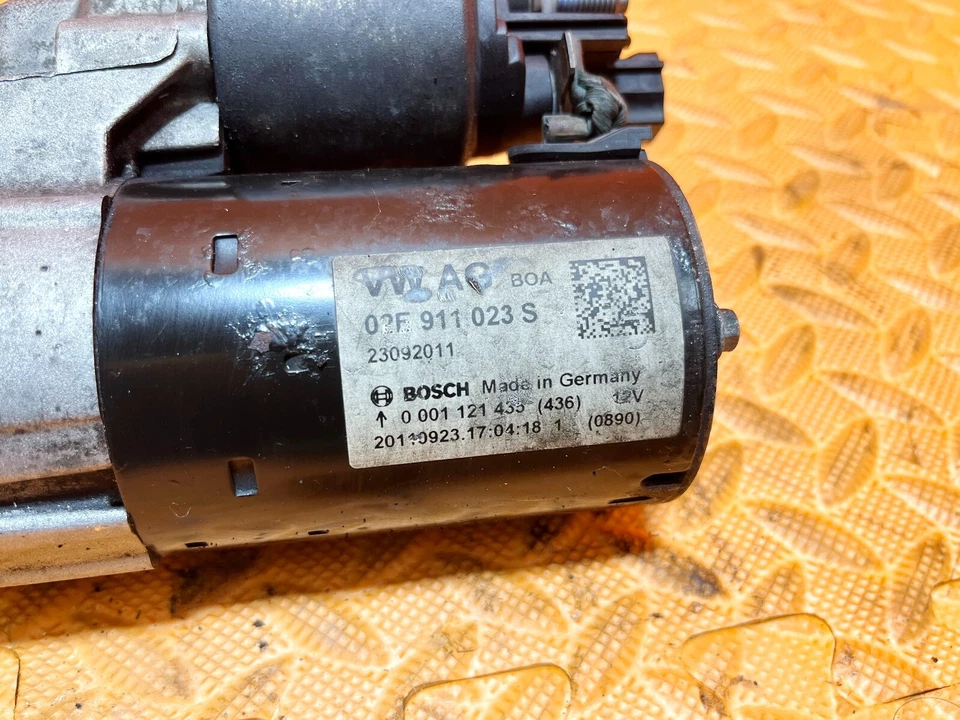 VW AG BOA
02E 911 023 S
23092011
BOSCH Made in Germany
↑ 0 001 121 435 (436) 12V
20110923.17:04:18 1 (0890)